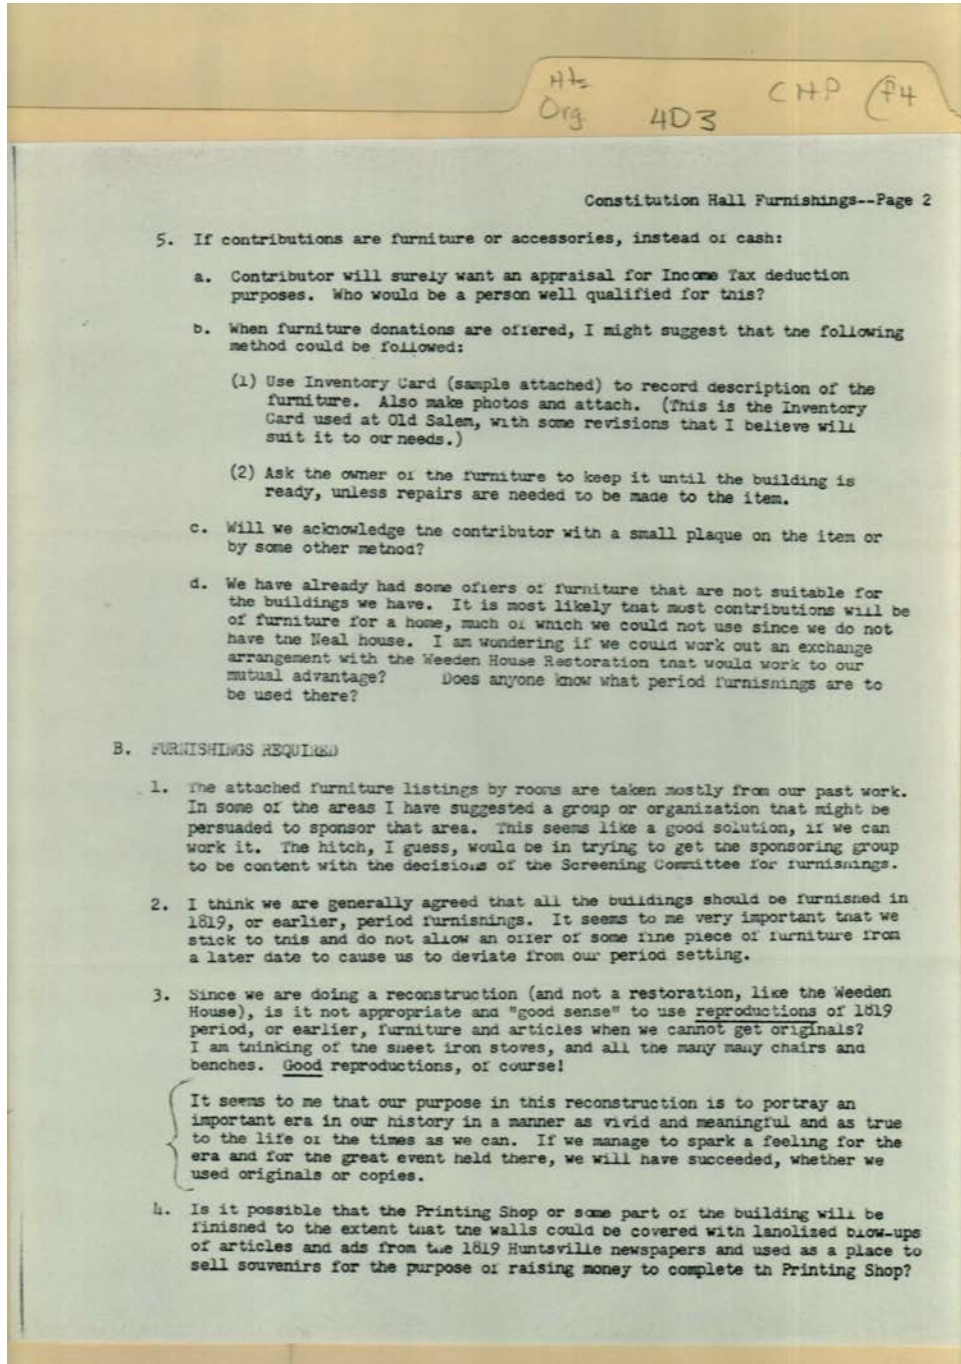 Hts
Org
4D3
CHP
P4
Constitution Hall Furnishings--Page 2
5. If contributions are furniture or accessories, instead of cash:
a. Contributor will surely want an appraisal for Income Tax deduction
purposes. Who would be a person well qualified for this?
b. When furniture donations are offered, I might suggest that the following
method could be followed:
(1) Use Inventory Card (sample attached) to record description of the
furniture. Also make photos and attach. (This is the Inventory
Card used at Old Salem, with some revisions that I believe will
suit it to our needs.)
(2) Ask the owner of the furniture to keep it until the building is
ready, unless repairs are needed to be made to the item.
c. Will we acknowledge the contributor with a small plaque on the item or
by some other method?
d. We have already had some offers of furniture that are not suitable for
the buildings we have. It is most likely that most contributions will be
of furniture for a home, much of which we could not use since we do not
have the Neal house. I am wondering if we could work out an exchange
arrangement with the Weeden House Restoration that would work to our
mutual advantage? Does anyone know what period furnishings are to
be used there?
B. FURNISHINGS REQUIRED
1. The attached furniture listings by rooms are taken mostly from our past work.
In some of the areas I have suggested a group or organization that might be
persuaded to sponsor that area. This seems like a good solution, if we can
work it. The hitch, I guess, would be in trying to get the sponsoring group
to be content with the decisions of the Screening Committee for furnishings.
2. I think we are generally agreed that all the buildings should be furnished in
1819, or earlier, period furnishings. It seems to me very important that we
stick to this and do not allow an offer of some fine piece of furniture from
a later date to cause us to deviate from our period setting.
3. Since we are doing a reconstruction (and not a restoration, like the Weeden
House), is it not appropriate and "good sense" to use reproductions of 1819
period, or earlier, furniture and articles when we cannot get originals?
I am thinking of the sheet iron stoves, and all the many many chairs and
benches. Good reproductions, of course!
It seems to me that our purpose in this reconstruction is to portray an
important era in our history in a manner as vivid and meaningful and as true
to the life of the times as we can. If we manage to spark a feeling for the
era and for the great event held there, we will have succeeded, whether we
used originals or copies.
4. Is it possible that the Printing Shop or some part of the building will be
finished to the extent that the walls could be covered with lanolized blow-ups
of articles and ads from the 1819 Huntsville newspapers and used as a place to
sell souvenirs for the purpose of raising money to complete th Printing Shop?